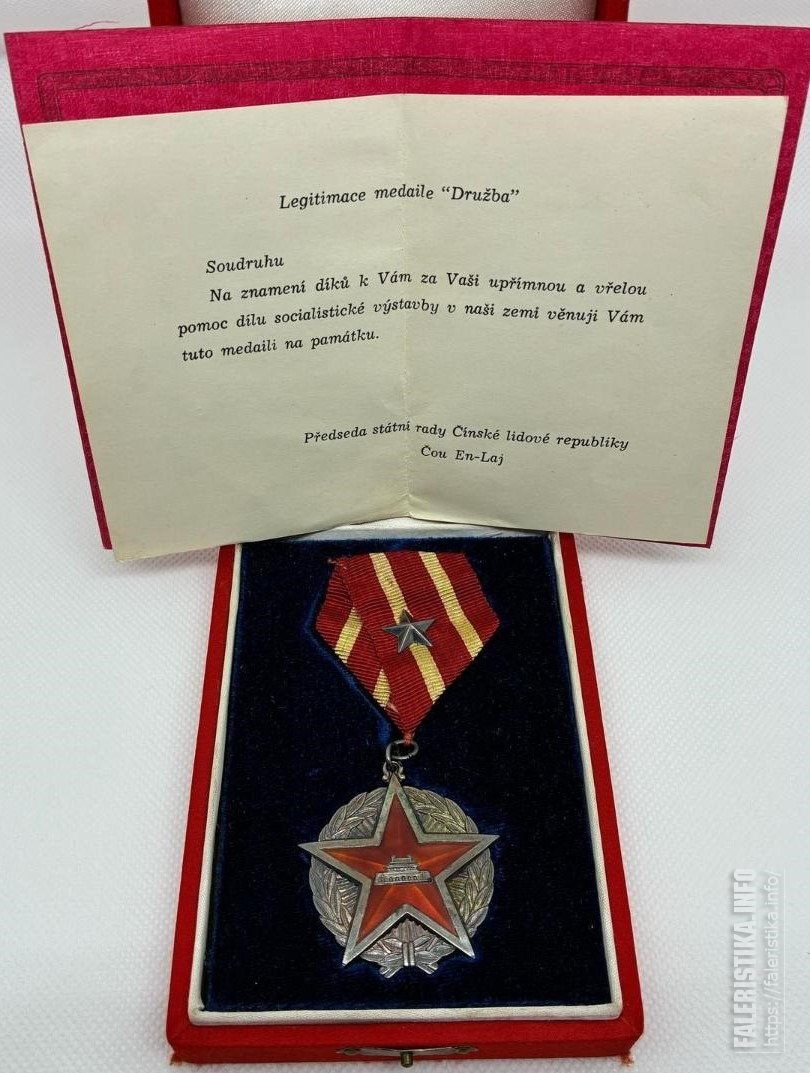 Legitimace medaile “Družba”
Soudruhu
Na znamení díků k Vám za Vaši upřímnou a vřelou
pomoc dílu socialistické výstavby v naši zemi věnuji Vám
tuto medaili na památku.
Předseda státní rady Čínské lidové republiky
Čou En-Laj
FALERISTIKA.INFO
https://faleristika.info/